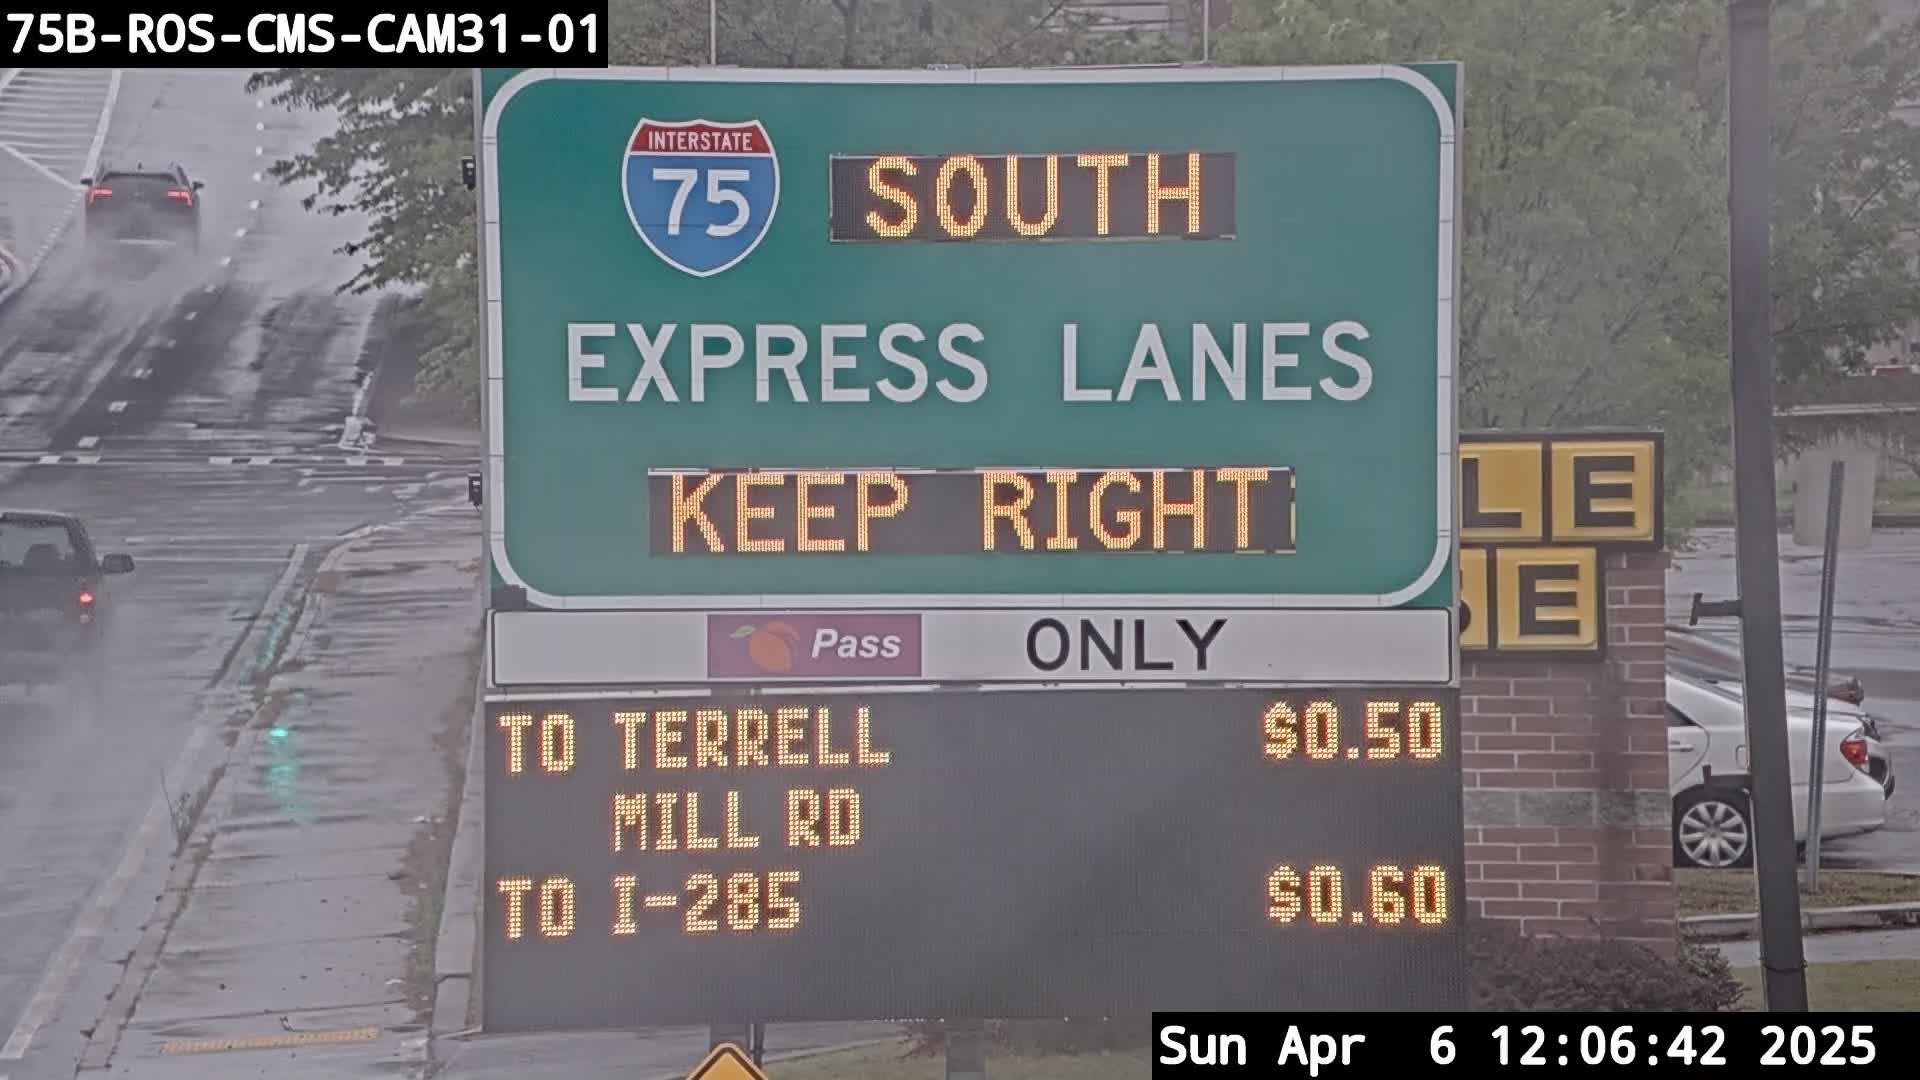 75B-ROS-CMS-CAM31-01
INTERSTATE
75
SOUTH
EXPRESS LANES
KEEP RIGHT
Pass ONLY
TO TERRELL $0.50
MILL RD
TO I-285 $0.60
LE
E
Sun Apr 6 12:06:42 2025